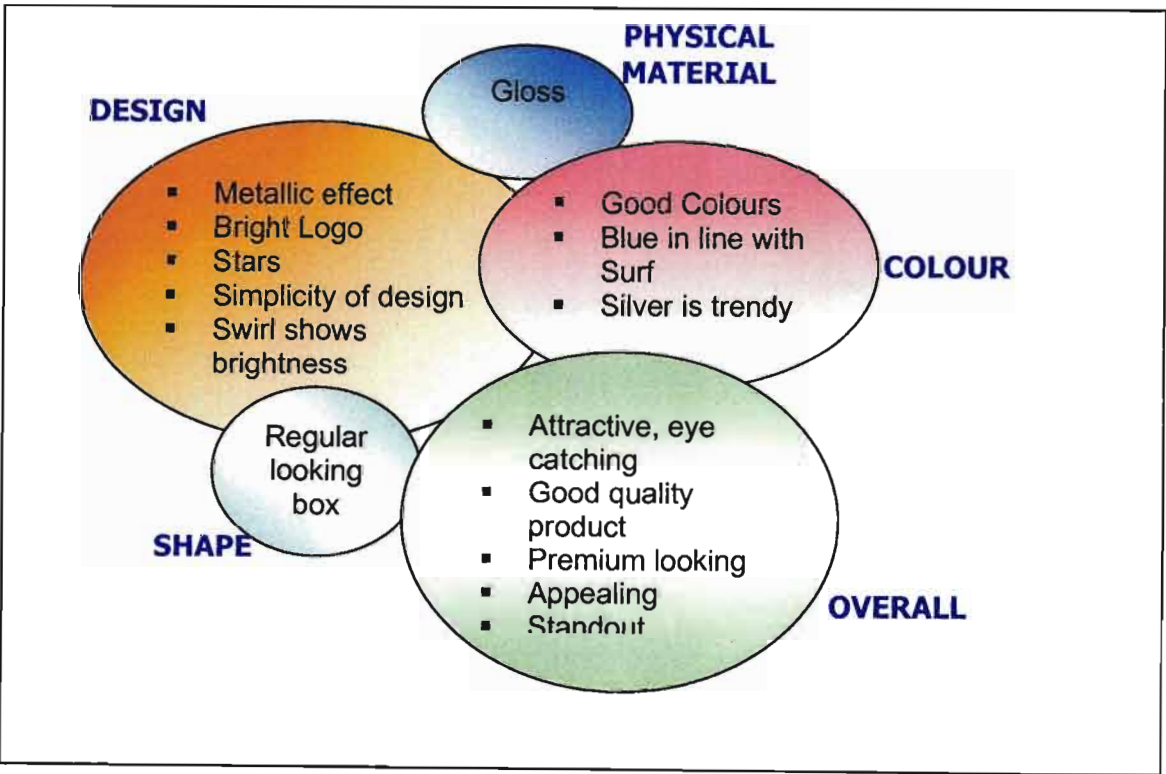 PHYSICAL
MATERIAL
Gloss
DESIGN
▪ Metallic effect
▪ Bright Logo
▪ Stars
▪ Simplicity of design
▪ Swirl shows
brightness
▪ Good Colours
▪ Blue in line with
Surf
▪ Silver is trendy
COLOUR
Regular
looking
box
SHAPE
▪ Attractive, eye
catching
▪ Good quality
product
▪ Premium looking
▪ Appealing
▪ Standout
OVERALL